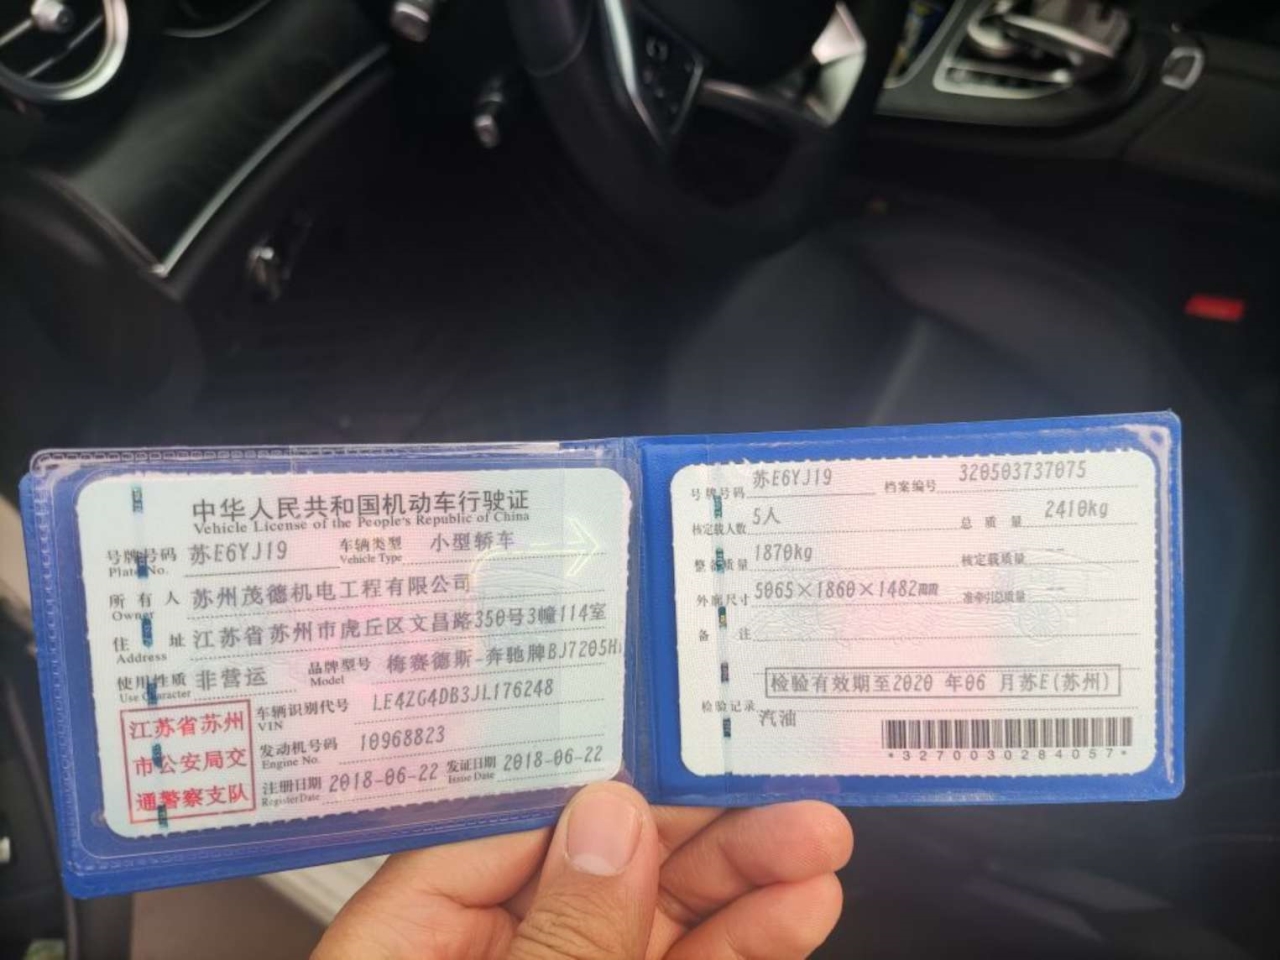 中华人民共和国机动车行驶证
Vehicle License of the People's Republic of China
号牌号码 苏E6YJ19 车辆类型 小型轿车
Plate No. Vehicle Type
所有人 苏州茂德机电工程有限公司
Owner
住址 江苏省苏州市虎丘区文昌路350号3幢114室
Address
使用性质 非营运 品牌型号 梅赛德斯-奔驰牌BJ7205H
Use Character Model
江苏省苏州
市公安局交
通警察支队
车辆识别代号 LE4ZG4DB3JL176248
VIN
发动机号码 10968823
Engine No.
注册日期 2018-06-22 发证日期 2018-06-22
Register Date Issue Date
号牌号码 苏E6YJ19 档案编号 320503737075
核定载人数 5人 总质量 2410kg
整备质量 1870kg 核定载质量 --
外廓尺寸 5065×1860×1482mm 准牵引总质量 --
备注
检验有效期至2020 年06 月苏E(苏州)
检验记录
汽油
*3270030284057*